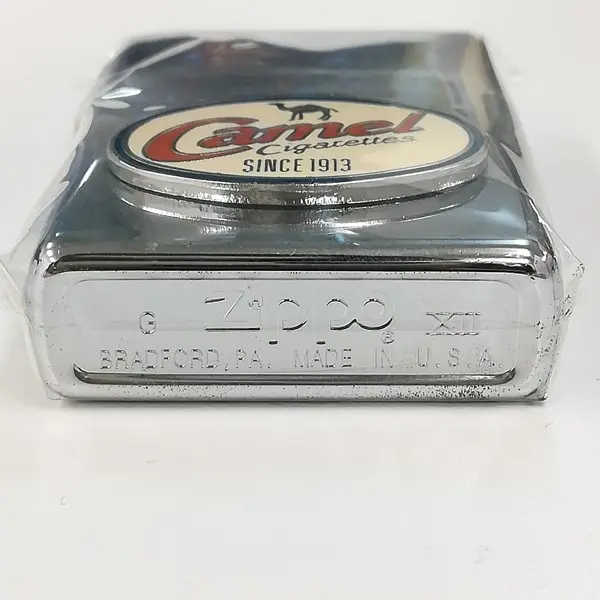 Camel
Cigarettes
SINCE 1913
G Zippo ® XII
BRADFORD, PA. MADE IN U.S.A.